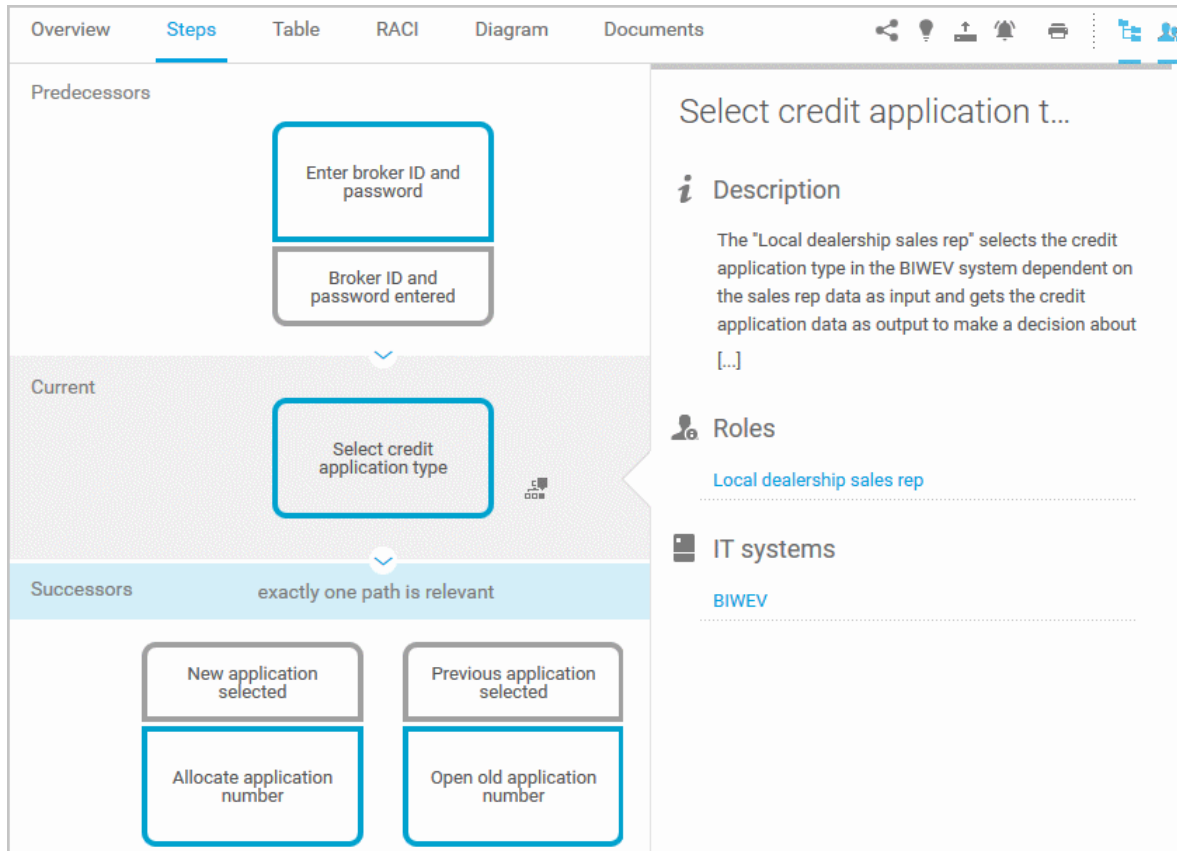 Overview Steps Table RACI Diagram Documents
Predecessors
Enter broker ID and
password
Broker ID and
password entered
Current
Select credit
application type
Successors exactly one path is relevant
New application
selected
Previous application
selected
Allocate application
number
Open old application
number
Select credit application t...
Description
The "Local dealership sales rep" selects the credit
application type in the BIWEV system dependent on
the sales rep data as input and gets the credit
application data as output to make a decision about
[...]
Roles
Local dealership sales rep
IT systems
BIWEV